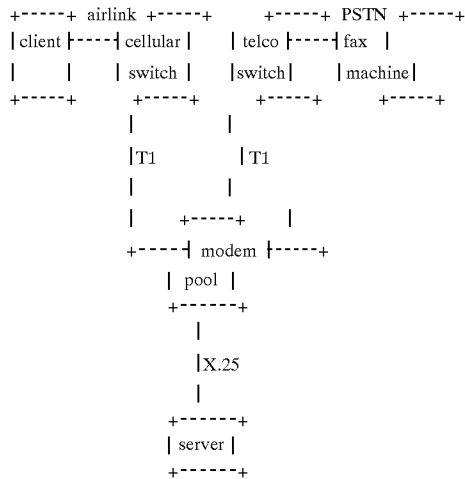 +-----+ airlink +-----+ +-----+ PSTN +-----+
|client|-----|cellular| |telco|-----|fax |
| | |switch| |switch| |machine|
+-----+ +-----+ +-----+ +-----+
| |
|T1 |T1
| |
| +-----+ |
+-----| modem |-----+
| pool |
+------+
|
|X.25
|
+------+
|server|
+------+